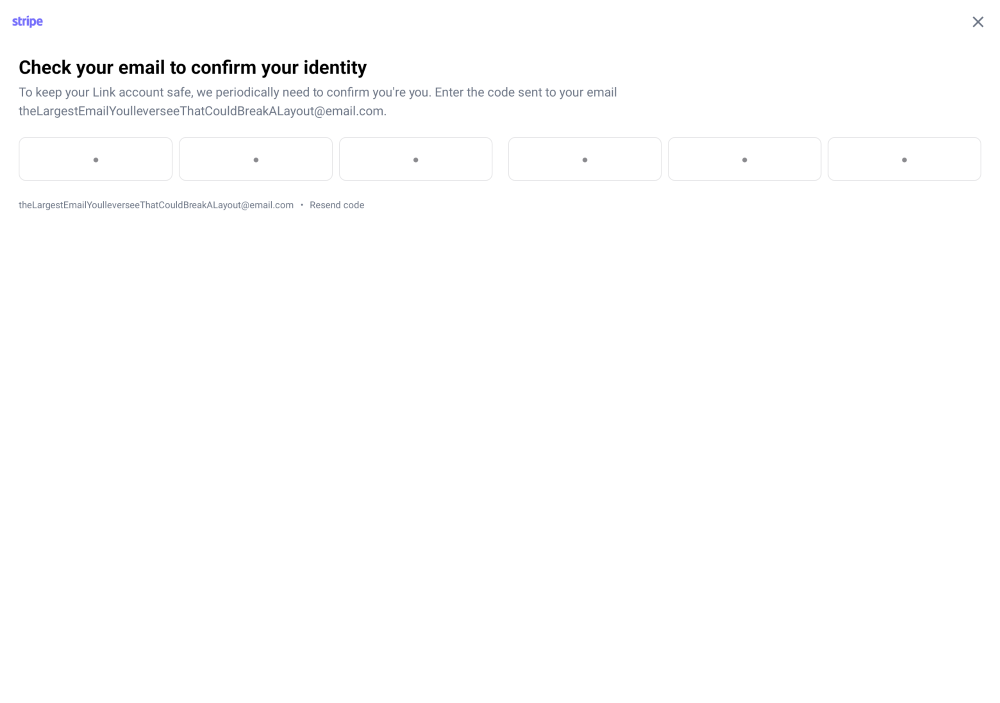 stripe
Check your email to confirm your identity
To keep your Link account safe, we periodically need to confirm you're you. Enter the code sent to your email
theLargestEmailYoulleverseeThatCouldBreakALayout@email.com.
theLargestEmailYoulleverseeThatCouldBreakALayout@email.com • Resend code